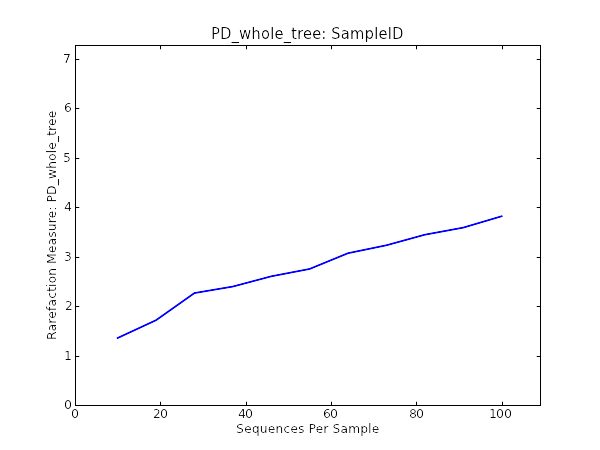 PD_whole_tree: SampleID
7
6
5
4
3
2
1
0
Rarefaction Measure: PD_whole_tree
0 20 40 60 80 100
Sequences Per Sample